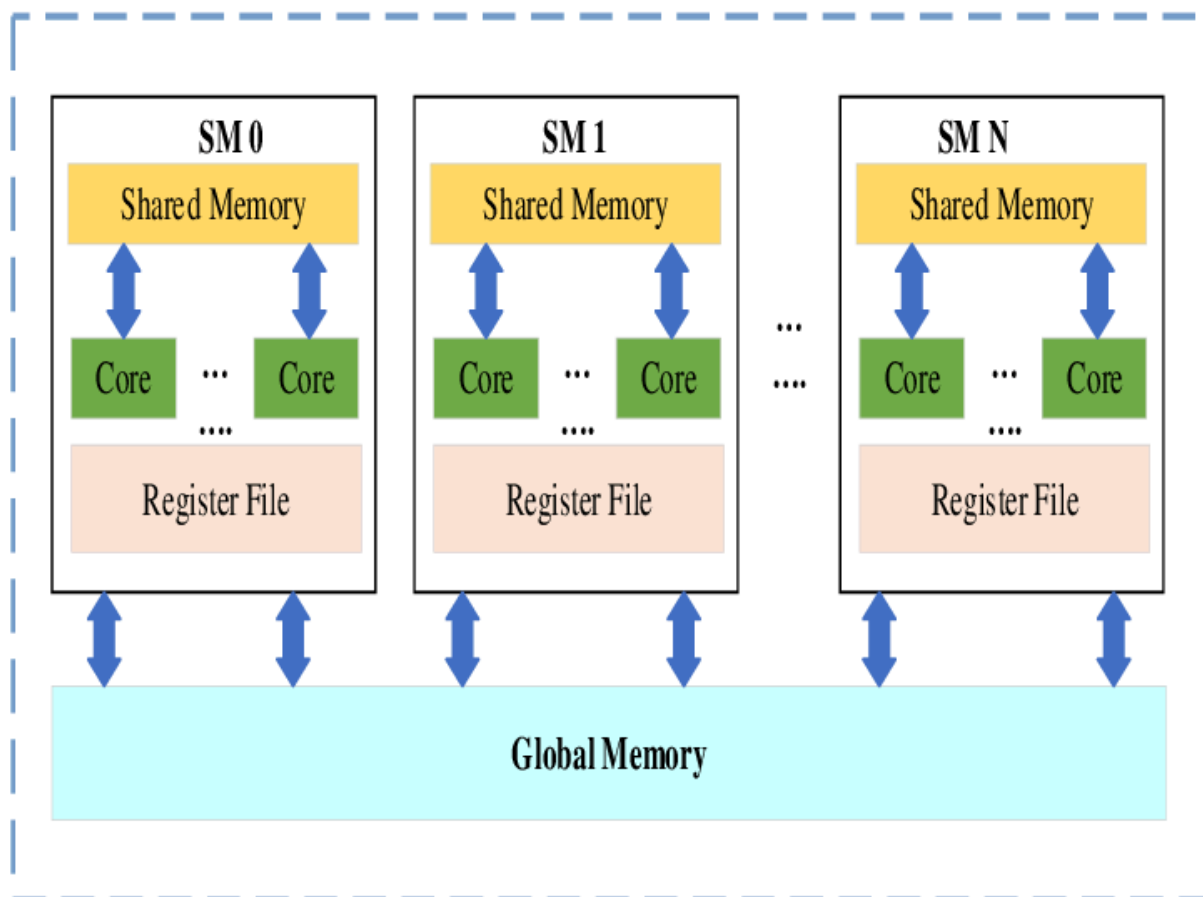 SM 0
Shared Memory
Core ... Core
....
Register File
SM 1
Shared Memory
Core ... Core
....
Register File
...
....
SM N
Shared Memory
Core ... Core
....
Register File
Global Memory